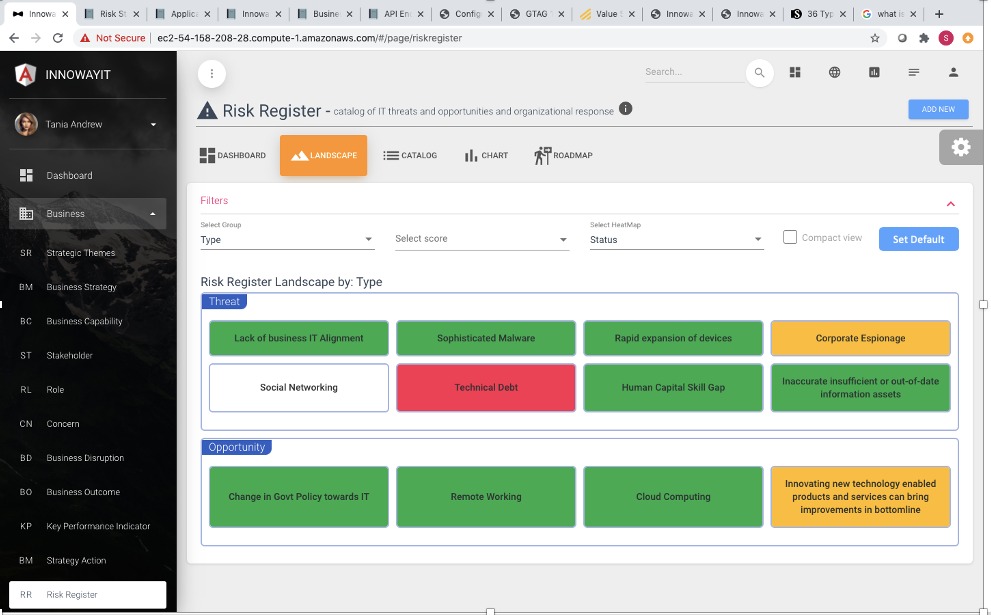 Innowa
Risk St
Applica
Innowa
Busine
API En
Config
GTAG
Value
Innowa
Innowa
36 Typ
what is
Not Secure | ec2-54-158-208-28.compute-1.amazonaws.com/#/page/riskregister
INNOWAYIT
Search...
Risk Register - catalog of IT threats and opportunities and organizational response
ADD NEW
Tania Andrew
DASHBOARD
LANDSCAPE
CATALOG
CHART
ROADMAP
Dashboard
Business
SR Strategic Themes
BM Business Strategy
BC Business Capability
ST Stakeholder
RL Role
CN Concern
BD Business Disruption
BO Business Outcome
KP Key Performance Indicator
BM Strategy Action
RR Risk Register
Filters
Select Group
Type
Select score
Select HeatMap
Status
Compact view
Set Default
Risk Register Landscape by: Type
Threat
Lack of business IT Alignment
Sophisticated Malware
Rapid expansion of devices
Corporate Espionage
Social Networking
Technical Debt
Human Capital Skill Gap
Inaccurate insufficient or out-of-date
information assets
Opportunity
Change in Govt Policy towards IT
Remote Working
Cloud Computing
Innovating new technology enabled
products and services can bring
improvements in bottomline